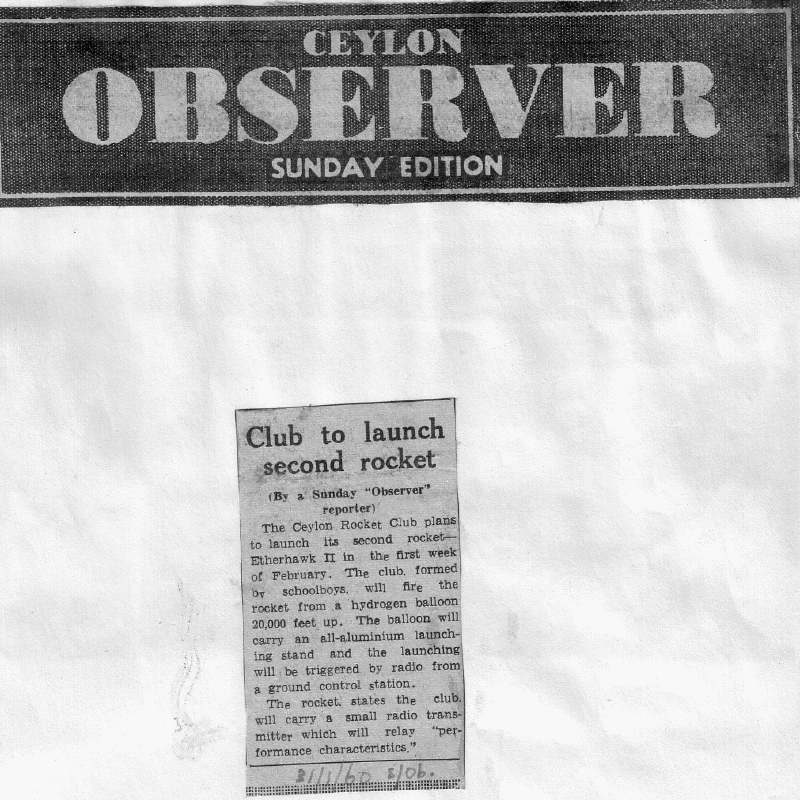 CEYLON
OBSERVER
SUNDAY EDITION
Club to launch
second rocket
(By a Sunday "Observer"
reporter)
The Ceylon Rocket Club plans
to launch its second rocket—
Etherhawk II in the first week
of February. The club, formed
by schoolboys, will fire the
rocket from a hydrogen balloon
20,000 feet up. The balloon will
carry an all-aluminium launch-
ing stand and the launching
will be triggered by radio from
a ground control station.
The rocket, states the club,
will carry a small radio trans-
mitter which will relay "per-
formance characteristics."